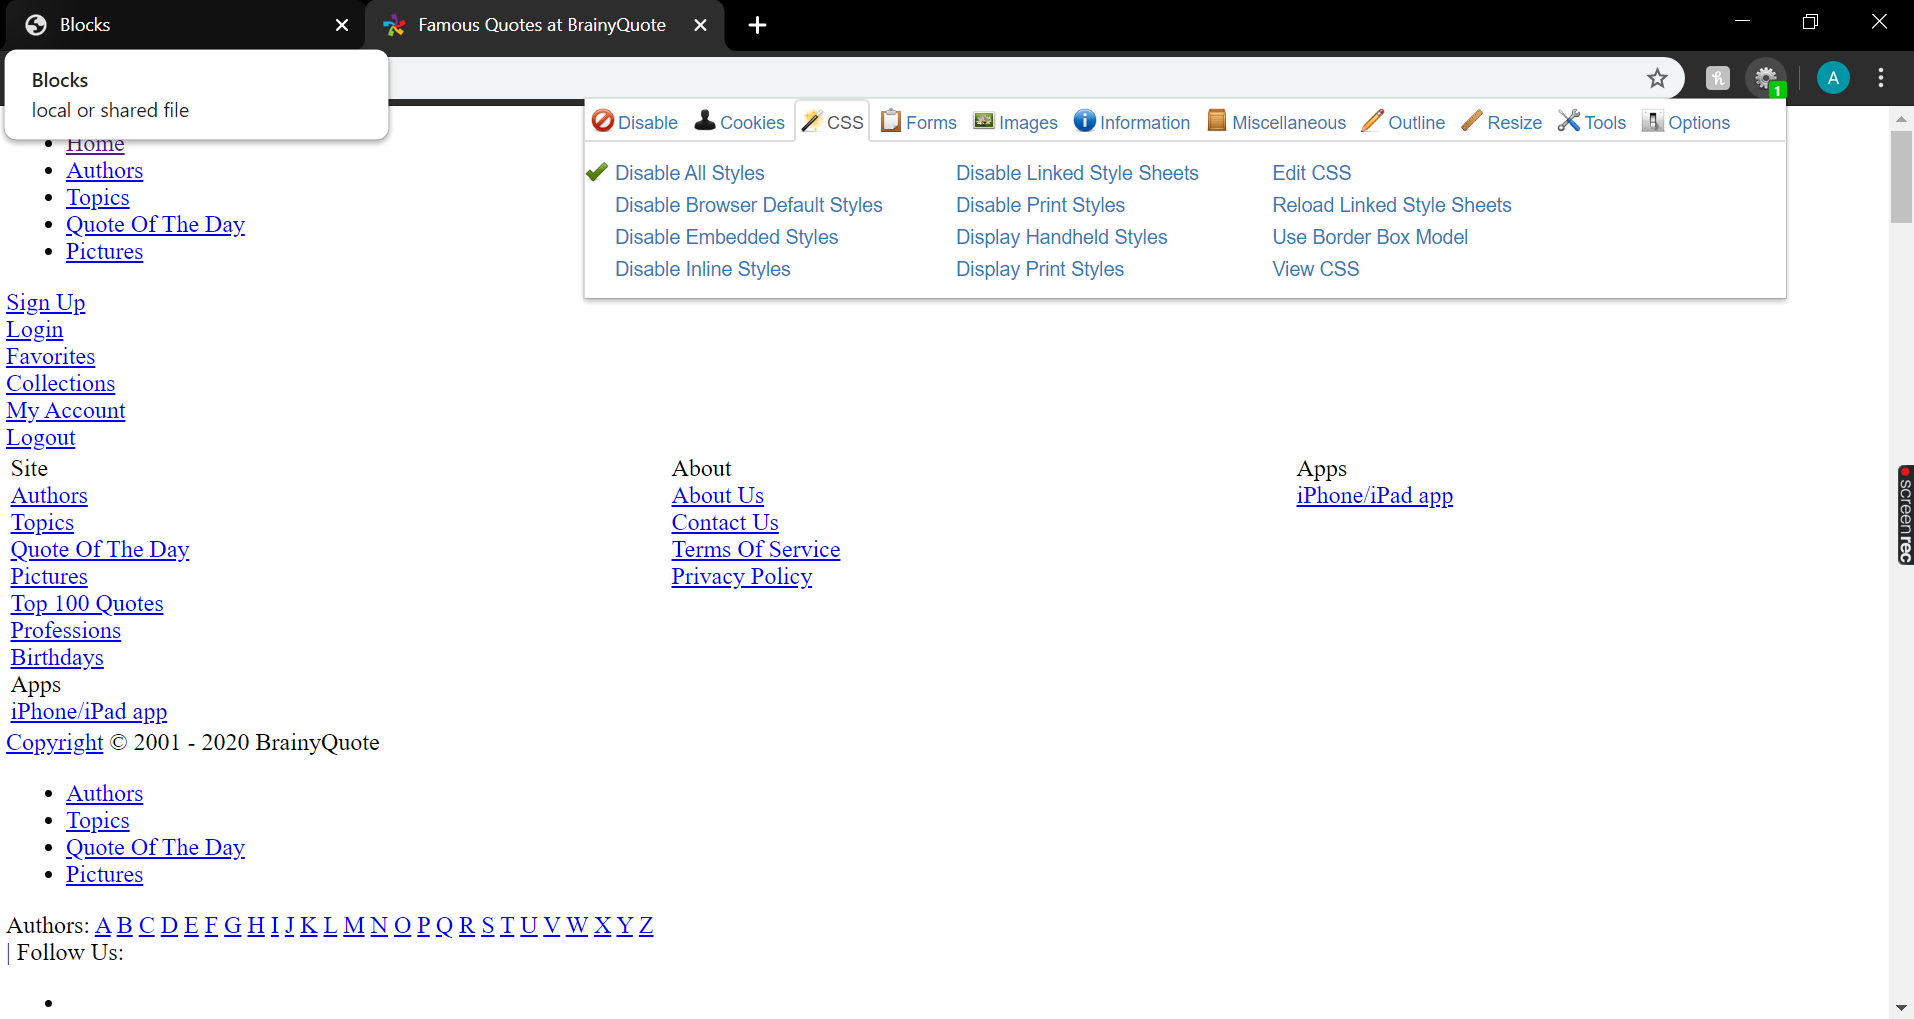 Blocks
Famous Quotes at BrainyQuote
Blocks
local or shared file
A
1
Disable Cookies CSS Forms Images Information Miscellaneous Outline Resize Tools Options
Disable All Styles Disable Linked Style Sheets Edit CSS
Disable Browser Default Styles Disable Print Styles Reload Linked Style Sheets
Disable Embedded Styles Display Handheld Styles Use Border Box Model
Disable Inline Styles Display Print Styles View CSS
Home
Authors
Topics
Quote Of The Day
Pictures
Sign Up
Login
Favorites
Collections
My Account
Logout
Site
Authors
Topics
Quote Of The Day
Pictures
Top 100 Quotes
Professions
Birthdays
Apps
iPhone/iPad app
About
About Us
Contact Us
Terms Of Service
Privacy Policy
Apps
iPhone/iPad app
screenrec
Copyright © 2001 - 2020 BrainyQuote
Authors
Topics
Quote Of The Day
Pictures
Authors: A B C D E F G H I J K L M N O P Q R S T U V W X Y Z
| Follow Us: